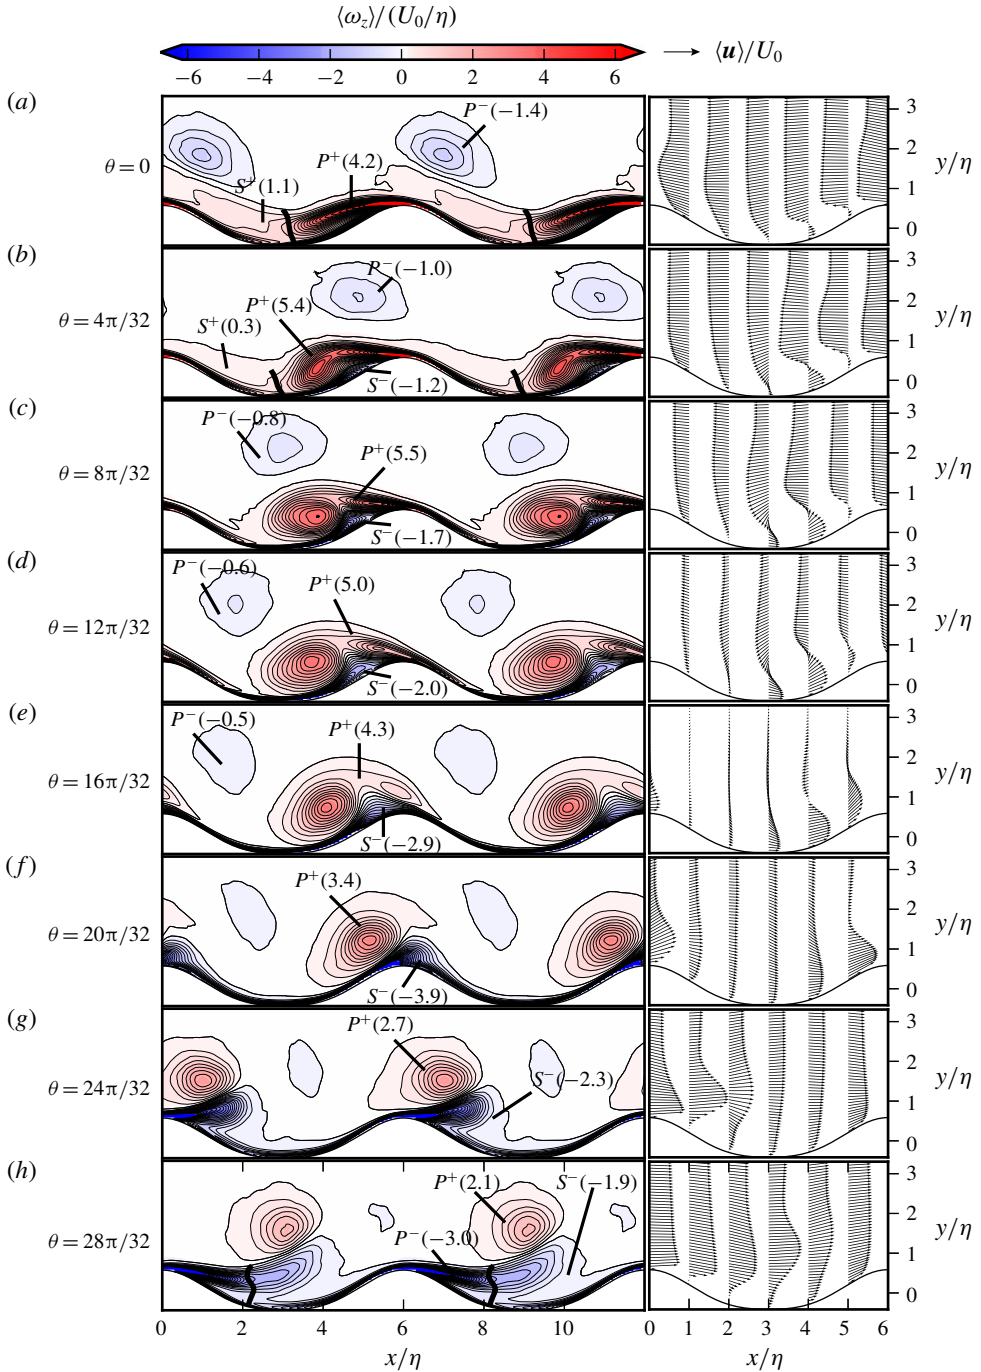 ⟨ω_z⟩/(U_0/η)
−6 −4 −2 0 2 4 6
⟨u⟩/U_0
(a)
θ = 0
P^−(−1.4)
P^+(4.2)
S^+(1.1)
3
2
1
0
y/η
(b)
θ = 4π/32
P^−(−1.0)
P^+(5.4)
S^+(0.3)
S^−(−1.2)
3
2
1
0
y/η
(c)
θ = 8π/32
P^−(−0.8)
P^+(5.5)
S^−(−1.7)
3
2
1
0
y/η
(d)
θ = 12π/32
P^−(−0.6)
P^+(5.0)
S^−(−2.0)
3
2
1
0
y/η
(e)
θ = 16π/32
P^−(−0.5)
P^+(4.3)
S^−(−2.9)
3
2
1
0
y/η
(f)
θ = 20π/32
P^+(3.4)
S^−(−3.9)
3
2
1
0
y/η
(g)
θ = 24π/32
P^+(2.7)
S^−(−2.3)
3
2
1
0
y/η
(h)
θ = 28π/32
P^+(2.1)
S^−(−1.9)
P^−(−3.0)
3
2
1
0
y/η
0 2 4 6 8 10
x/η
0 1 2 3 4 5 6
x/η